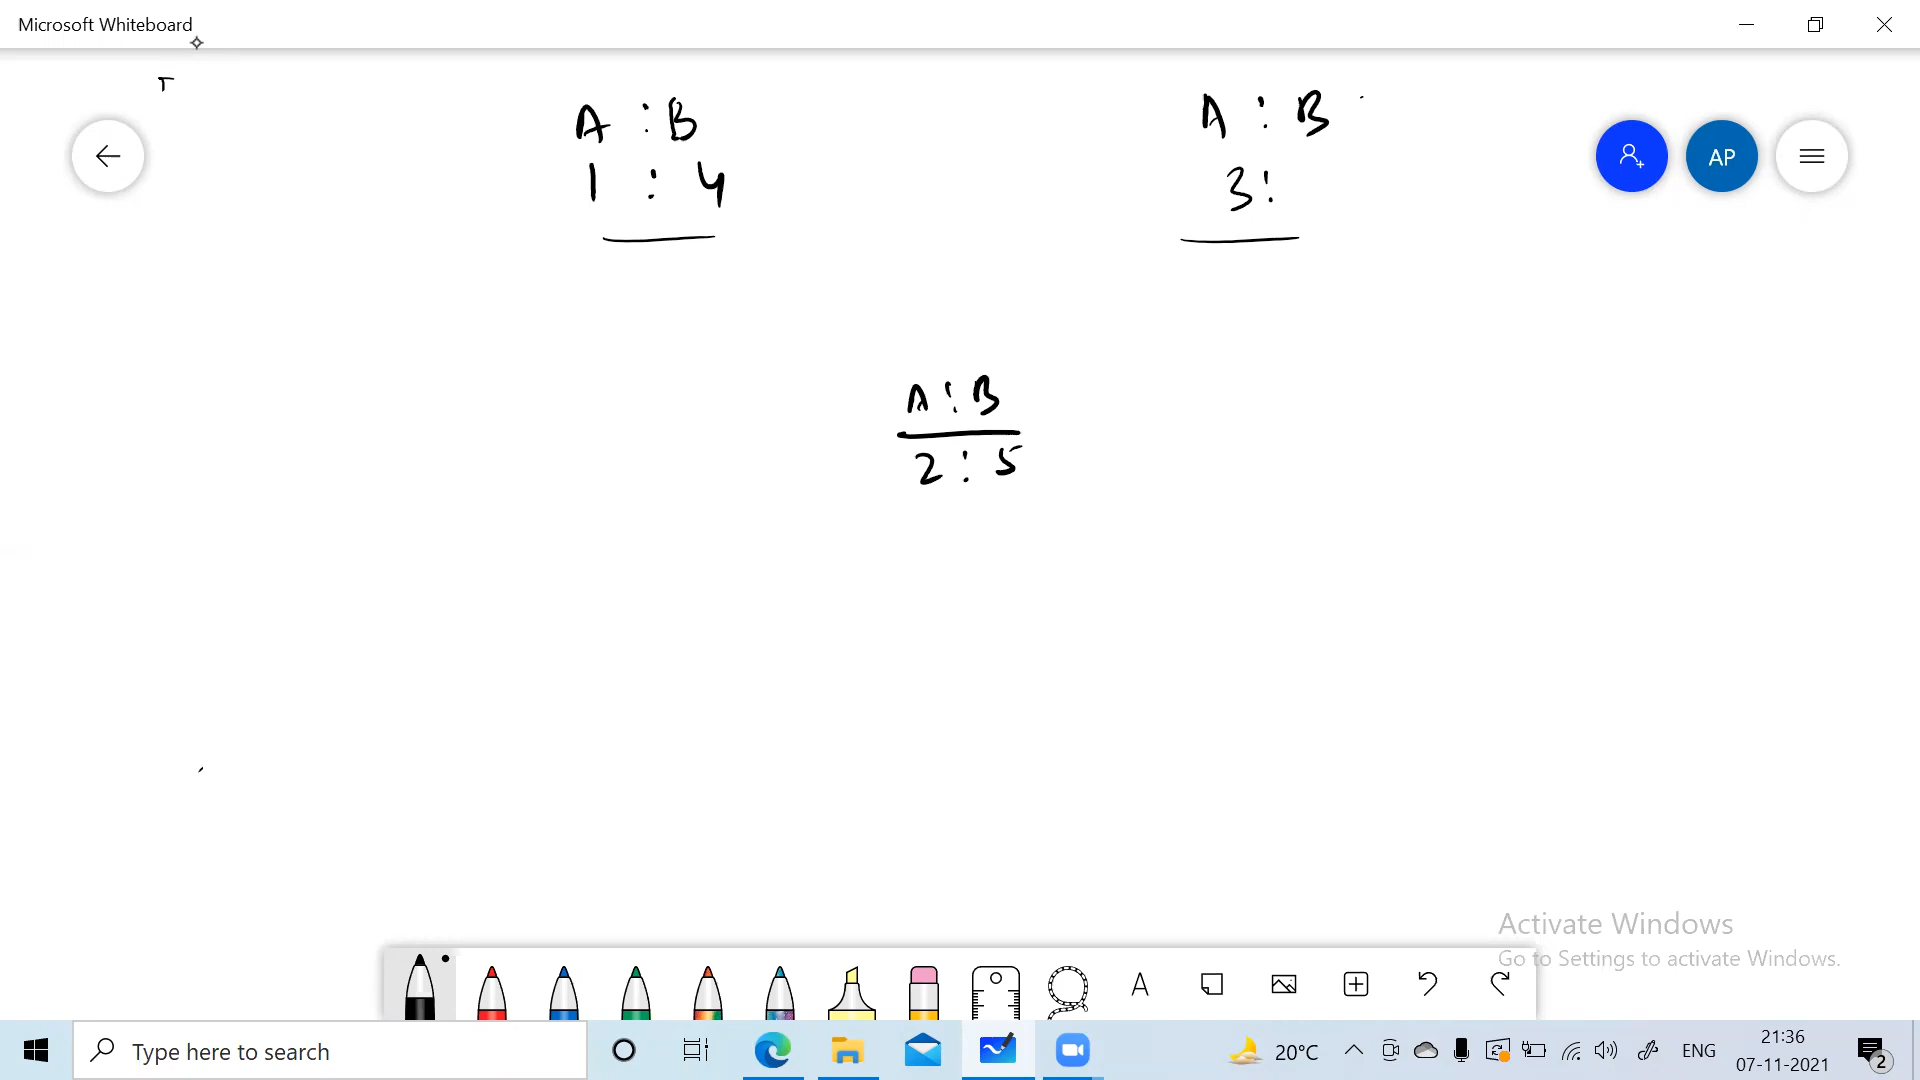 Microsoft Whiteboard
A : B
1 : 4
A : B
3 :
AP
A : B
2 : 5
Activate Windows
Go to Settings to activate Windows.
A
Type here to search
20°C
ENG
21:36
07-11-2021
2